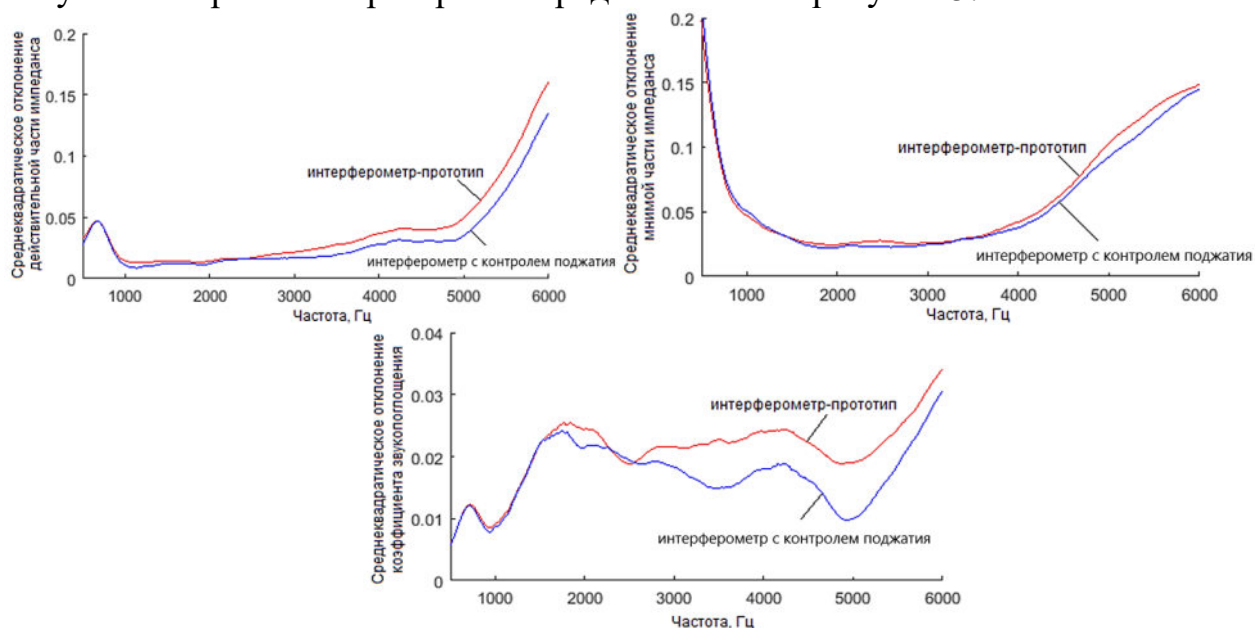 Среднеквадратическое отклонение
действительной части импеданса
0.2
0.15
0.1
0.05
0
интерферометр-прототип
интерферометр с контролем поджатия
1000 2000 3000 4000 5000 6000
Частота, Гц
Среднеквадратическое отклонение
мнимой части импеданса
0.2
0.15
0.1
0.05
0
интерферометр-прототип
интерферометр с контролем поджатия
1000 2000 3000 4000 5000 6000
Частота, Гц
Среднеквадратическое отклонение
коэффициента звукопоглощения
0.04
0.03
0.02
0.01
0
интерферометр-прототип
интерферометр с контролем поджатия
1000 2000 3000 4000 5000 6000
Частота, Гц